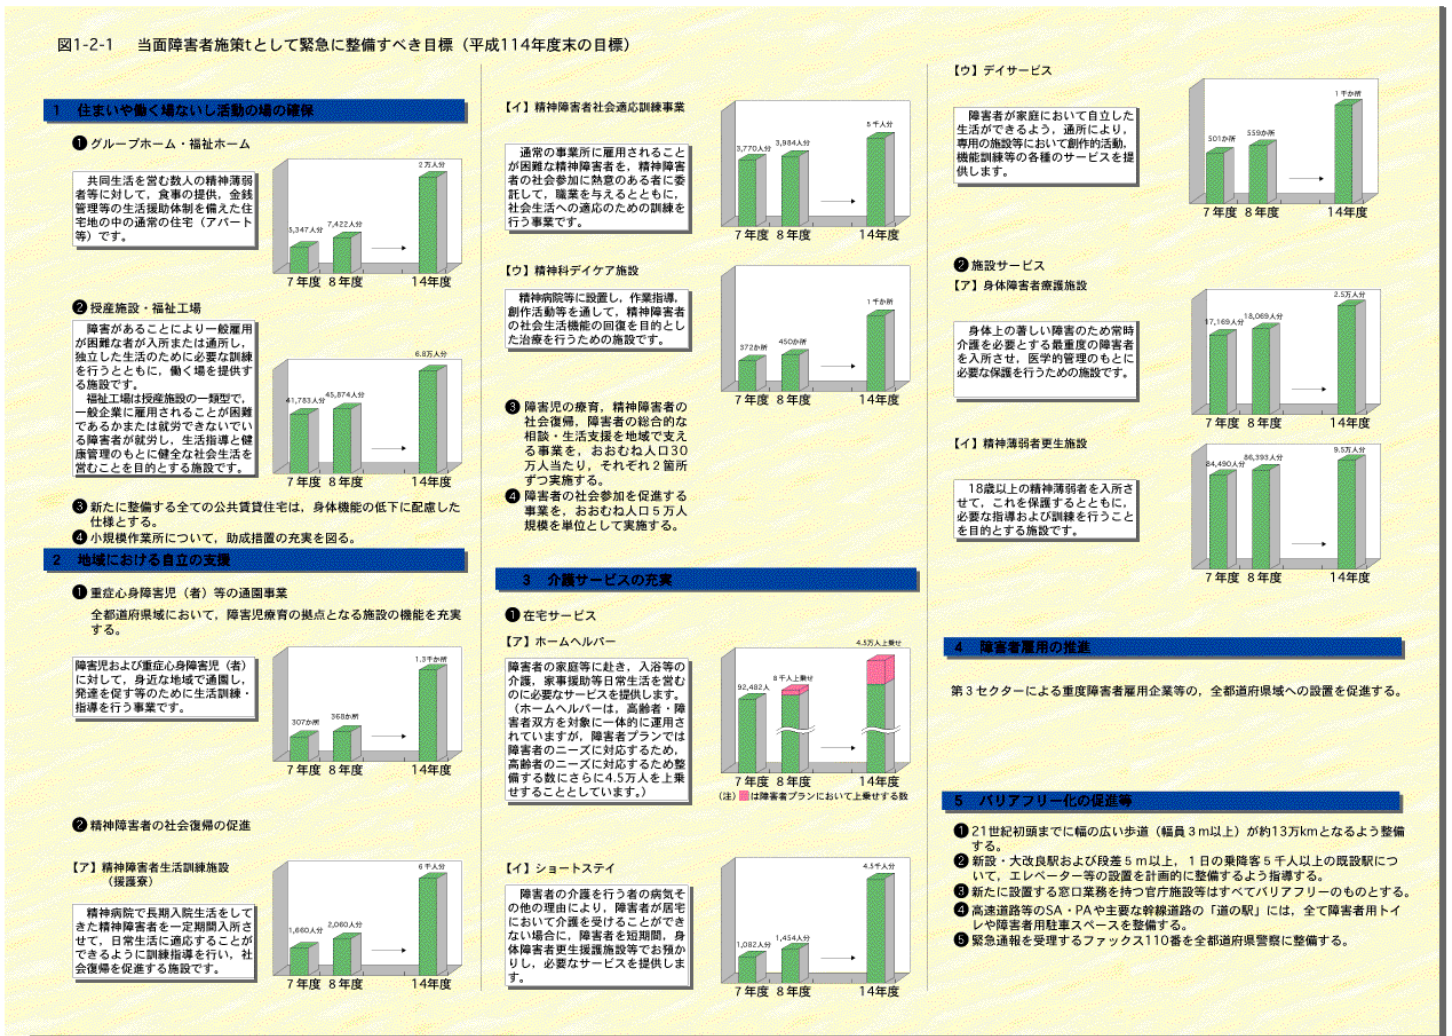 図1-2-1　当面障害者施策tとして緊急に整備すべき目標（平成114年度末の目標）
1　住まいや働く場ないし活動の場の確保
❶グループホーム・福祉ホーム
共同生活を営む数人の精神薄弱
者等に対して，食事の提供，金銭
管理等の生活援助体制を備えた住
宅地の中の通常の住宅（アパート
等）です。
5,347人分
7,422人分
2万人分
7年度 8年度 14年度
❷授産施設・福祉工場
障害があることにより一般雇用
が困難な者が入所または通所し，
独立した生活のために必要な訓練
を行うとともに，働く場を提供す
る施設です。
福祉工場は授産施設の一類型で，
一般企業に雇用されることが困難
であるかまたは就労できないでい
る障害者が就労し，生活指導と健
康管理のもとに健全な社会生活を
営むことを目的とする施設です。
41,783人分
45,874人分
6.8万人分
7年度 8年度 14年度
❸新たに整備する全ての公共賃貸住宅は，身体機能の低下に配慮した
仕様とする。
❹小規模作業所について，助成措置の充実を図る。
2　地域における自立の支援
❶重症心身障害児（者）等の通園事業
全都道府県域において，障害児療育の拠点となる施設の機能を充実
する。
障害児および重症心身障害児（者）
に対して，身近な地域で通園し，
発達を促す等のために生活訓練・
指導を行う事業です。
307か所
368か所
1.3千か所
7年度 8年度 14年度
❷精神障害者の社会復帰の促進
【ア】精神障害者生活訓練施設
（援護寮）
精神病院で長期入院生活をして
きた精神障害者を一定期間入所さ
せて，日常生活に適応することが
できるように訓練指導を行い，社
会復帰を促進する施設です。
1,660人分
2,060人分
6千人分
7年度 8年度 14年度
【イ】精神障害者社会適応訓練事業
通常の事業所に雇用されること
が困難な精神障害者を，精神障害
者の社会参加に熱意のある者に委
託して，職業を与えるとともに，
社会生活への適応のための訓練を
行う事業です。
3,770人分
3,984人分
5千人分
7年度 8年度 14年度
【ウ】精神科デイケア施設
精神病院等に設置し，作業指導，
創作活動等を通して，精神障害者
の社会生活機能の回復を目的とし
た治療を行うための施設です。
372か所
450か所
1千か所
7年度 8年度 14年度
❸障害児の療育，精神障害者の
社会復帰，障害者の総合的な
相談・生活支援を地域で支え
る事業を，おおむね人口30
万人当たり，それぞれ2箇所
ずつ実施する。
❹障害者の社会参加を促進する
事業を，おおむね人口5万人
規模を単位として実施する。
3　介護サービスの充実
❶在宅サービス
【ア】ホームヘルパー
障害者の家庭等に赴き，入浴等の
介護，家事援助等日常生活を営む
のに必要なサービスを提供します。
（ホームヘルパーは，高齢者・障
害者双方を対象に一体的に運用さ
れていますが，障害者プランでは
障害者のニーズに対応するため，
高齢者のニーズに対応するため整
備する数にさらに4.5万人を上乗
せすることとしています。）
92,482人
8千人上乗せ
4.5万人上乗せ
7年度 8年度 14年度
（注）は障害者プランにおいて上乗せする数
【イ】ショートステイ
障害者の介護を行う者の病気そ
の他の理由により，障害者が居宅
において介護を受けることができ
ない場合に，障害者を短期間，身
体障害者更生援護施設等でお預か
りし，必要なサービスを提供しま
す。
1,082人分
1,454人分
4.5千人分
7年度 8年度 14年度
【ウ】デイサービス
障害者が家庭において自立した
生活ができるよう，通所により，
専用の施設等において創作的活動，
機能訓練等の各種のサービスを提
供します。
501か所
559か所
1千か所
7年度 8年度 14年度
❷施設サービス
【ア】身体障害者療護施設
身体上の著しい障害のため常時
介護を必要とする最重度の障害者
を入所させ，医学的管理のもとに
必要な保護を行うための施設です。
17,169人分
18,069人分
2.5万人分
7年度 8年度 14年度
【イ】精神薄弱者更生施設
18歳以上の精神薄弱者を入所さ
せて，これを保護するとともに，
必要な指導および訓練を行うこと
を目的とする施設です。
84,490人分
86,393人分
9.5万人分
7年度 8年度 14年度
4　障害者雇用の推進
第3セクターによる重度障害者雇用企業等の，全都道府県域への設置を促進する。
5　バリアフリー化の促進等
❶21世紀初頭までに幅の広い歩道（幅員3m以上）が約13万kmとなるよう整備
する。
❷新設・大改良駅および段差5m以上，1日の乗降客5千人以上の既設駅につ
いて，エレベーター等の設置を計画的に整備するよう指導する。
❸新たに設置する窓口業務を持つ官庁施設等はすべてバリアフリーのものとする。
❹高速道路等のSA・PAや主要な幹線道路の「道の駅」には，全て障害者用トイ
レや障害者用駐車スペースを整備する。
❺緊急通報を受理するファックス110番を全都道府県警察に整備する。